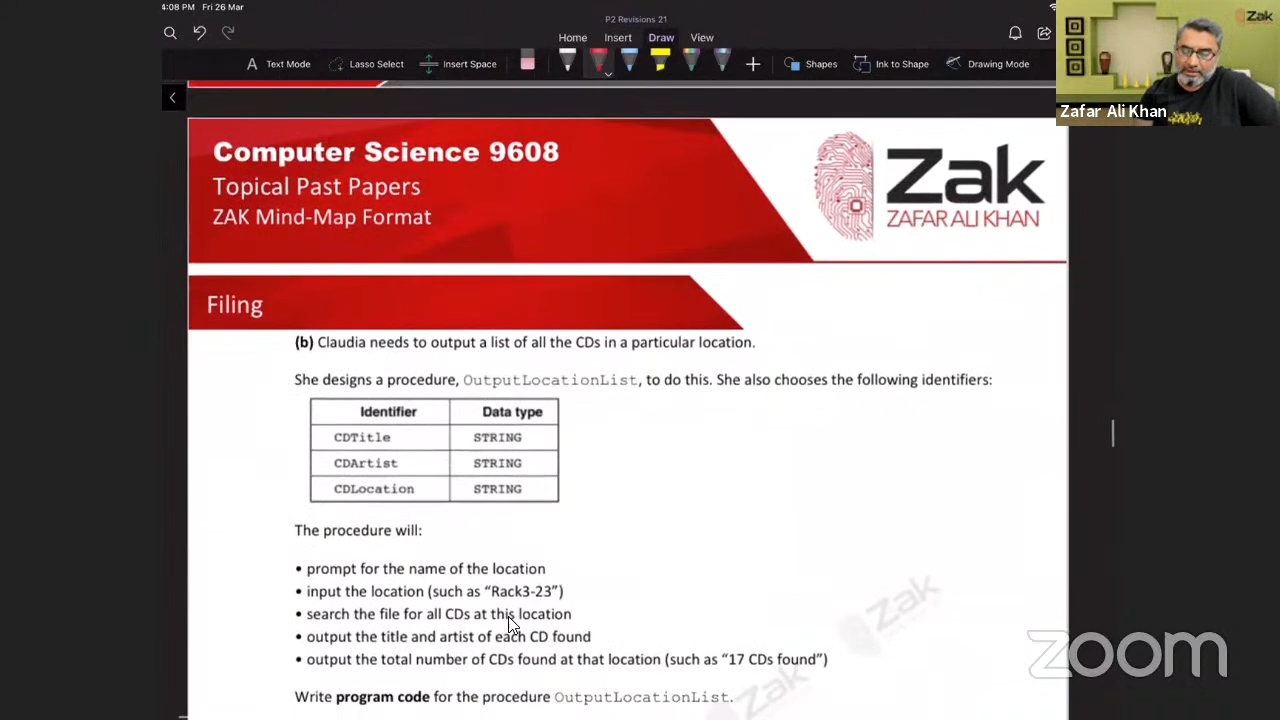 4:08 PM Fri 26 Mar
P2 Revisions 21
Home Insert Draw View
Text Mode Lasso Select Insert Space Shapes Ink to Shape Drawing Mode
Zak
Zafar Ali Khan
Computer Science 9608
Topical Past Papers
ZAK Mind-Map Format
Zak
ZAFAR ALI KHAN
Filing
(b) Claudia needs to output a list of all the CDs in a particular location.
She designs a procedure, OutputLocationList, to do this. She also chooses the following identifiers:
Identifier Data type
CDTitle STRING
CDArtist STRING
CDLocation STRING
The procedure will:
• prompt for the name of the location
• input the location (such as “Rack3-23”)
• search the file for all CDs at this location
• output the title and artist of each CD found
• output the total number of CDs found at that location (such as “17 CDs found”)
Write program code for the procedure OutputLocationList.
Zak
Zak
zoom